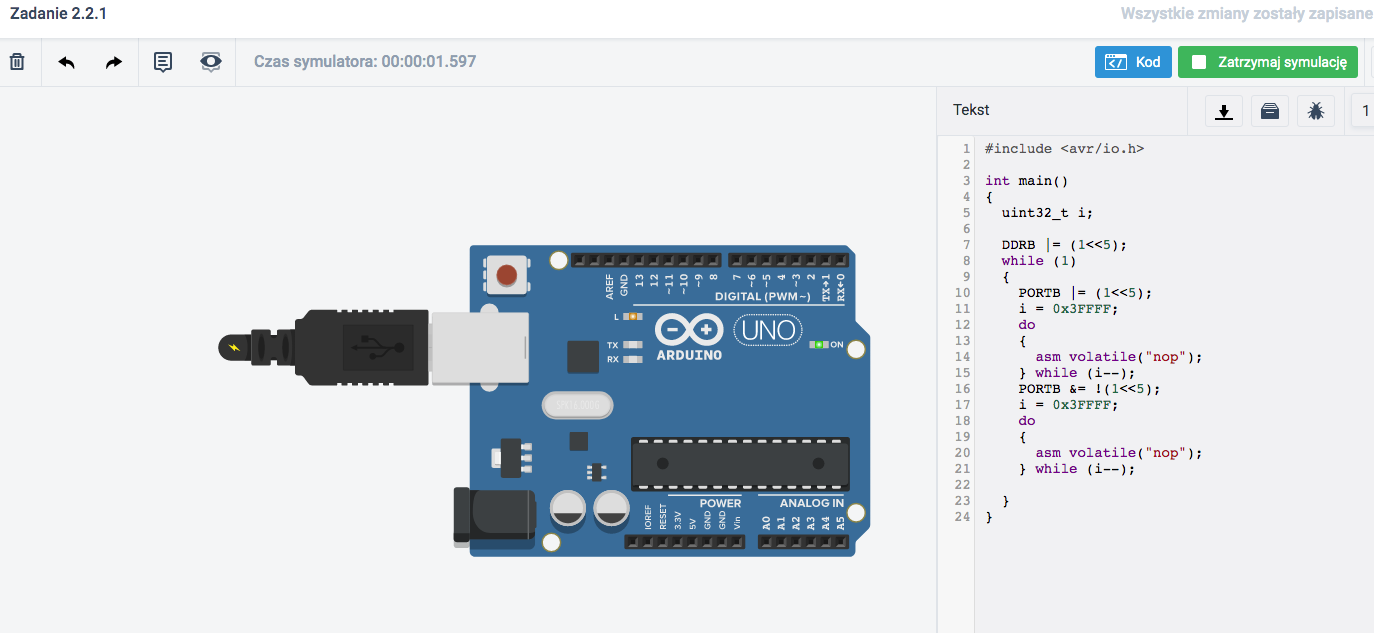 Zadanie 2.2.1
Wszystkie zmiany zostały zapisane
Czas symulatora: 00:00:01.597
Kod
Zatrzymaj symulację
Tekst
1
1 #include <avr/io.h>
2
3 int main()
4 {
5 uint32_t i;
6
7 DDRB |= (1<<5);
8 while (1)
9 {
10 PORTB |= (1<<5);
11 i = 0x3FFFF;
12 do
13 {
14 asm volatile("nop");
15 } while (i--);
16 PORTB &= !(1<<5);
17 i = 0x3FFFF;
18 do
19 {
20 asm volatile("nop");
21 } while (i--);
22
23 }
24 }
AREF GND 13 12 ~11 ~10 ~9 8 7 ~6 ~5 4 ~3 2 TX→1 RX←0
DIGITAL (PWM~)
L
TX
RX
ARDUINO
UNO
ON
POWER
ANALOG IN
IOREF RESET 3.3V 5V GND GND Vin A0 A1 A2 A3 A4 A5